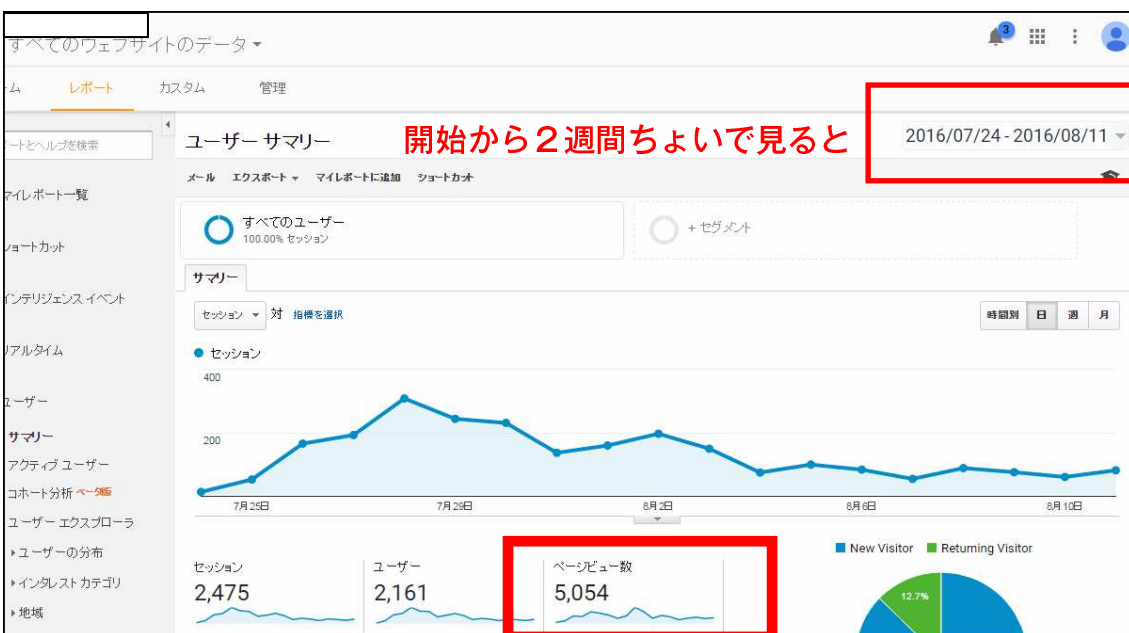 すべてのウェブサイトのデータ
3
ーム レポート カスタム 管理
ートとヘルプを検索
ユーザー サマリー
開始から２週間ちょいで見ると
2016/07/24 - 2016/08/11
メール エクスポート マイレポートに追加 ショートカット
マイレポート一覧
すべてのユーザー
100.00% セッション
+ セグメント
ショートカット
サマリー
インテリジェンス イベント
セッション 対 指標を選択
時間別 日 週 月
リアルタイム
セッション
400
200
ユーザー
サマリー
アクティブ ユーザー
コホート分析 ベータ版
ユーザー エクスプローラ
ユーザーの分布
インタレスト カテゴリ
地域
7月25日 7月29日 8月2日 8月6日 8月10日
New Visitor Returning Visitor
セッション
2,475
ユーザー
2,161
ページビュー数
5,054
12.7%